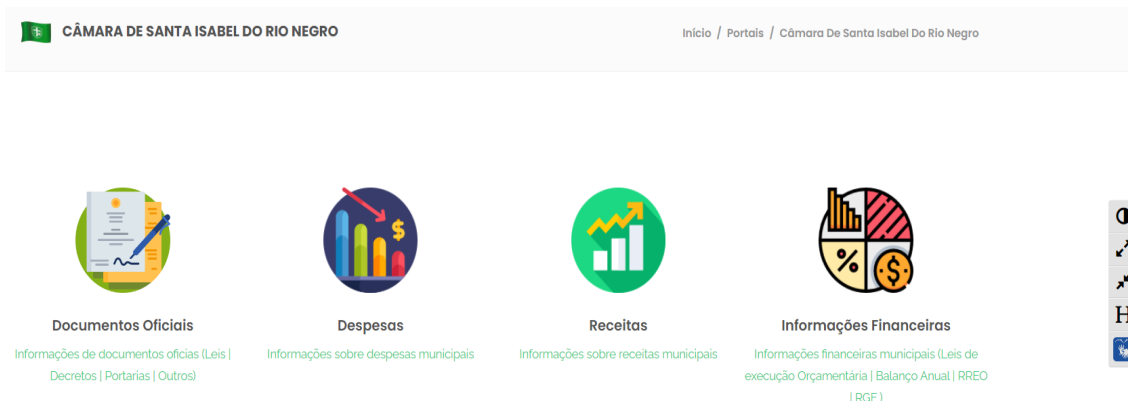 CÂMARA DE SANTA ISABEL DO RIO NEGRO
Início / Portais / Câmara De Santa Isabel Do Rio Negro
Documentos Oficiais
Informações de documentos oficias (Leis |
Decretos | Portarias | Outros)
Despesas
Informações sobre despesas municipais
Receitas
Informações sobre receitas municipais
Informações Financeiras
Informações financeiras municipais (Leis de
execução Orçamentária | Balanço Anual | RREO
| RGF )
H